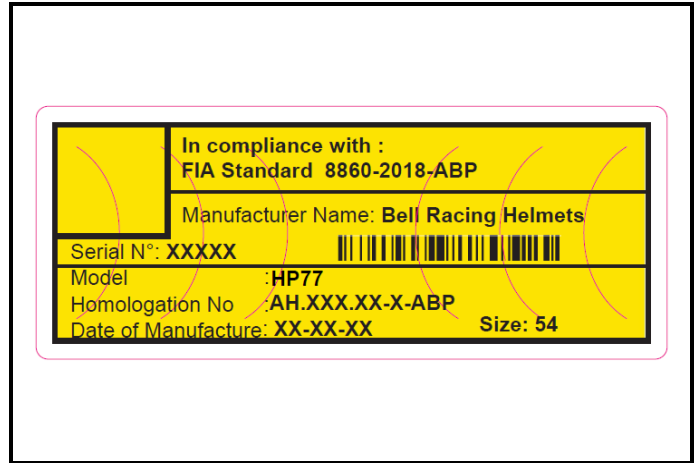 In compliance with :
FIA Standard 8860-2018-ABP
Manufacturer Name: Bell Racing Helmets
Serial N°: XXXXX
Model :HP77
Homologation No :AH.XXX.XX-X-ABP
Date of Manufacture: XX-XX-XX Size: 54